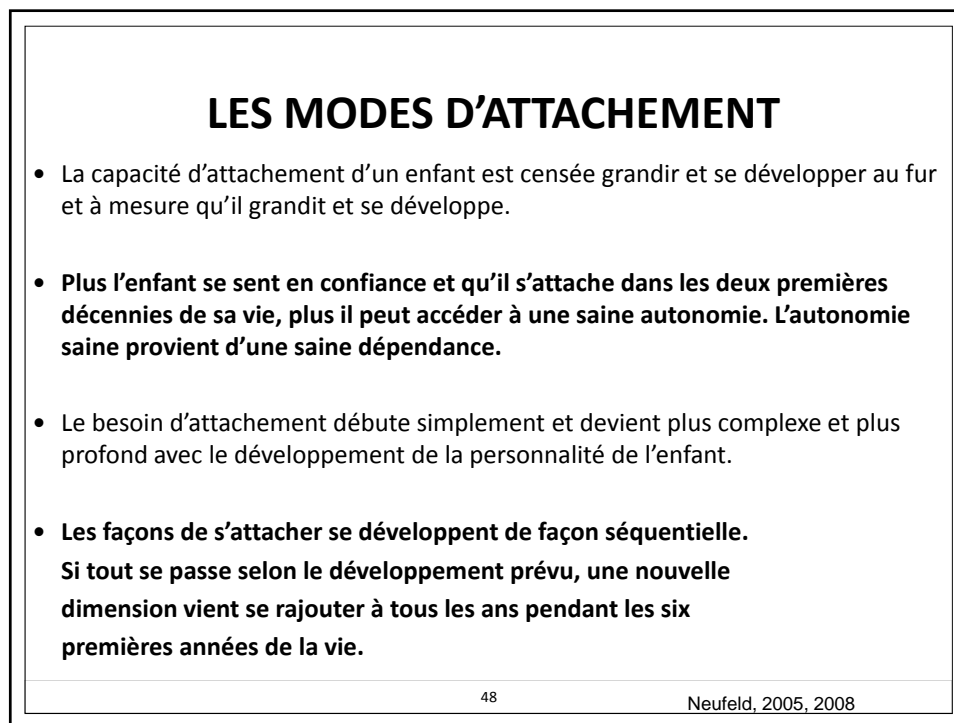 LES MODES D’ATTACHEMENT
• La capacité d’attachement d’un enfant est censée grandir et se développer au fur
et à mesure qu’il grandit et se développe.
• Plus l’enfant se sent en confiance et qu’il s’attache dans les deux premières
décennies de sa vie, plus il peut accéder à une saine autonomie. L’autonomie
saine provient d’une saine dépendance.
• Le besoin d’attachement débute simplement et devient plus complexe et plus
profond avec le développement de la personnalité de l’enfant.
• Les façons de s’attacher se développent de façon séquentielle.
Si tout se passe selon le développement prévu, une nouvelle
dimension vient se rajouter à tous les ans pendant les six
premières années de la vie.
48
Neufeld, 2005, 2008